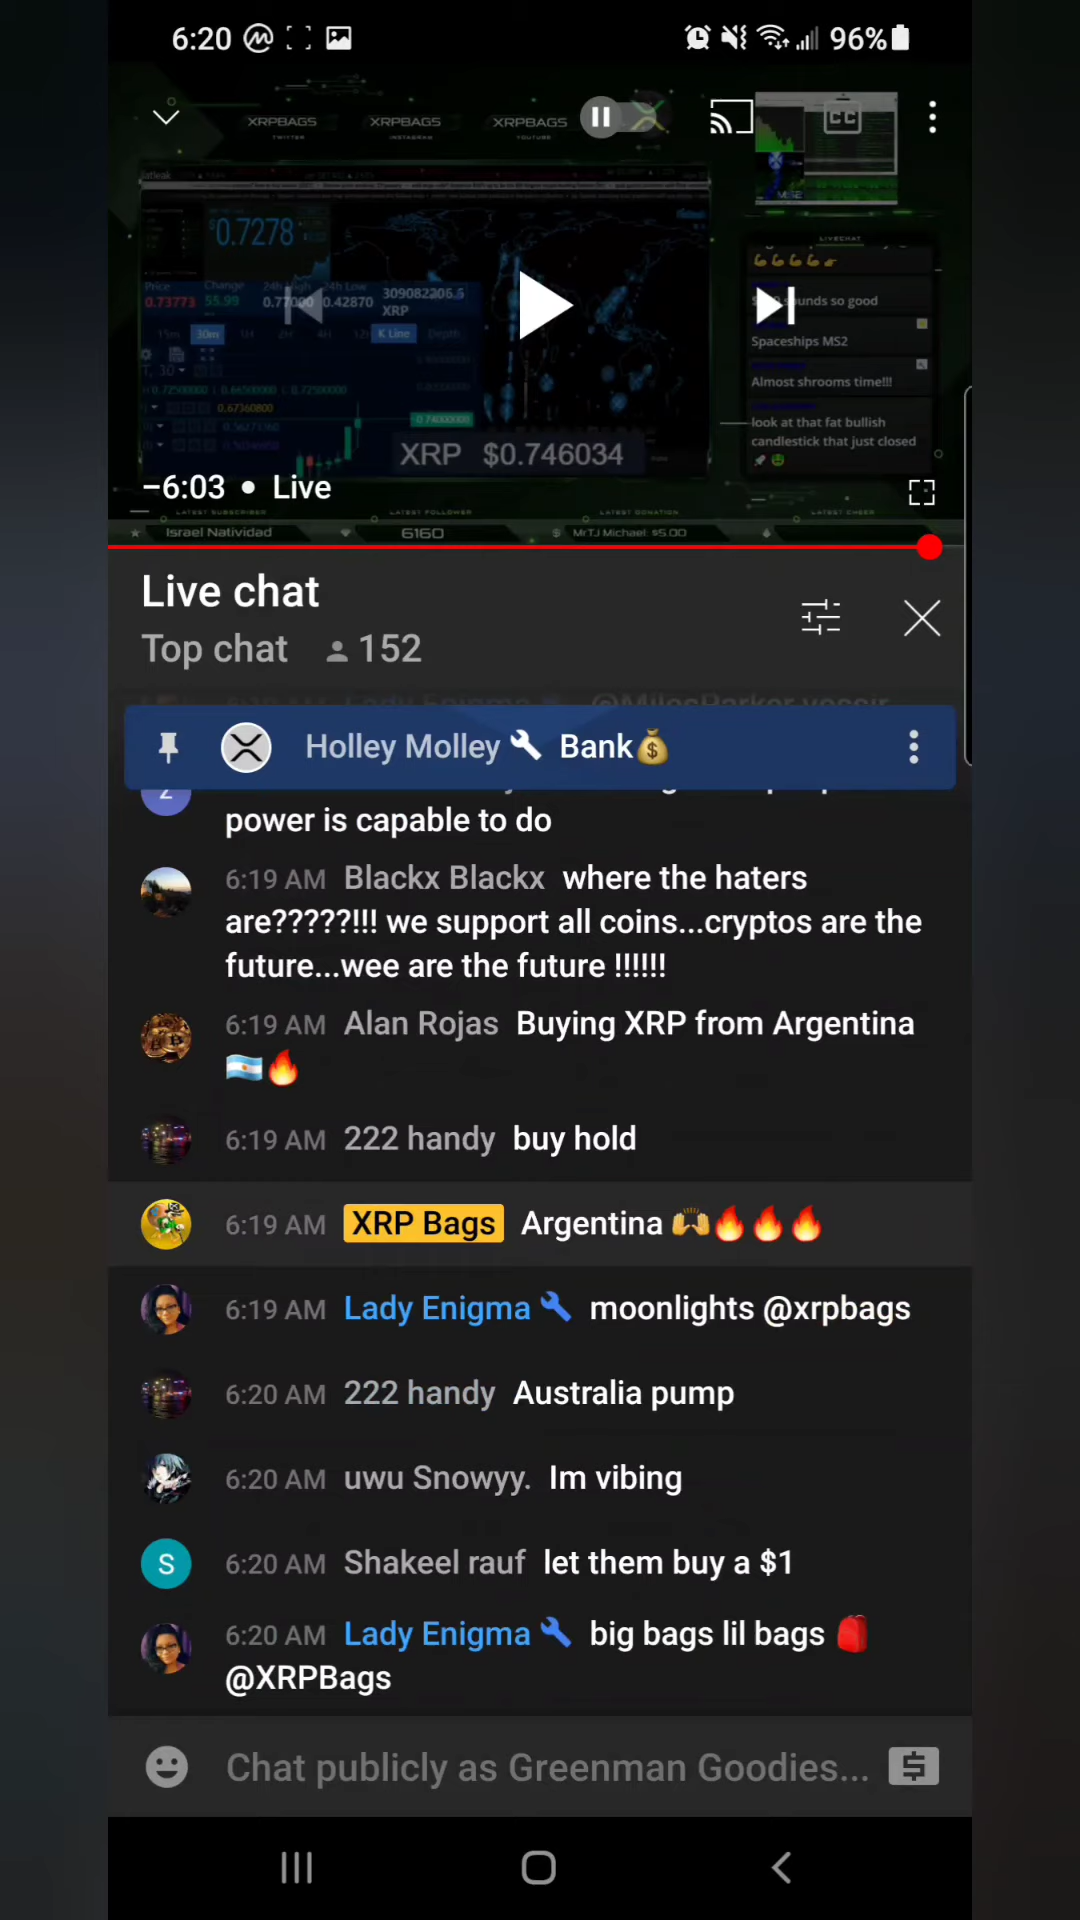 6:20
96%
XRPBAGS XRPBAGS XRPBAGS
TWITTER INSTAGRAM YOUTUBE
CC
$0.7278
LIVECHAT
Price Change 24h High 24h Low 309082206.5
0.73773 55.99 0.77000 0.42870 XRP
sounds so good
15m 30m 1H 2H 4H 12H K Line Depth
Spaceships MS2
Almost shrooms time!!!
0.67360800
0.74000000
look at that fat bullish
candlestick that just closed
XRP $0.746034
−6:03 • Live
LATEST SUBSCRIBER LATEST FOLLOWER LATEST DONATION LATEST CHEER
Israel Natividad 6160 MrTJ Michael: $5.00
Live chat
Top chat 152
Lady Enigma @MilesParker yessir
Holley Molley 🔧 Bank💰
Z
power is capable to do
6:19 AM Blackx Blackx where the haters
are?????!!! we support all coins...cryptos are the
future...wee are the future !!!!!!
6:19 AM Alan Rojas Buying XRP from Argentina
🇦🇷🔥
6:19 AM 222 handy buy hold
6:19 AM XRP Bags Argentina 🙌🔥🔥🔥
6:19 AM Lady Enigma 🔧 moonlights @xrpbags
6:20 AM 222 handy Australia pump
6:20 AM uwu Snowyy. Im vibing
S
6:20 AM Shakeel rauf let them buy a $1
6:20 AM Lady Enigma 🔧 big bags lil bags 🎒
@XRPBags
Chat publicly as Greenman Goodies...